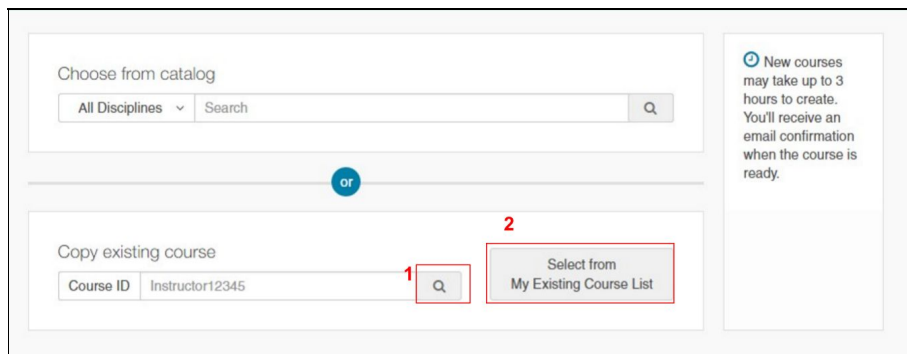 Choose from catalog
All Disciplines Search
or
Copy existing course
1
2
Course ID Instructor12345
Select from
My Existing Course List
New courses
may take up to 3
hours to create.
You'll receive an
email confirmation
when the course is
ready.